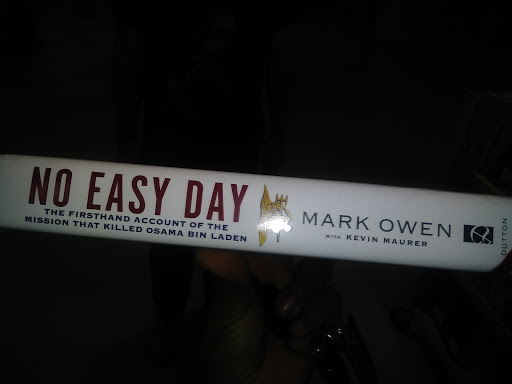 NO EASY DAY
THE FIRSTHAND ACCOUNT OF THE
MISSION THAT KILLED OSAMA BIN LADEN
MARK OWEN
WITH KEVIN MAURER
DUTTON